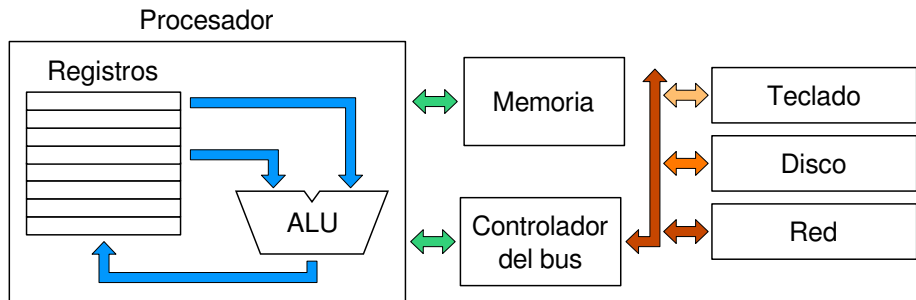 Procesador
Registros
ALU
Memoria
Controlador
del bus
Teclado
Disco
Red